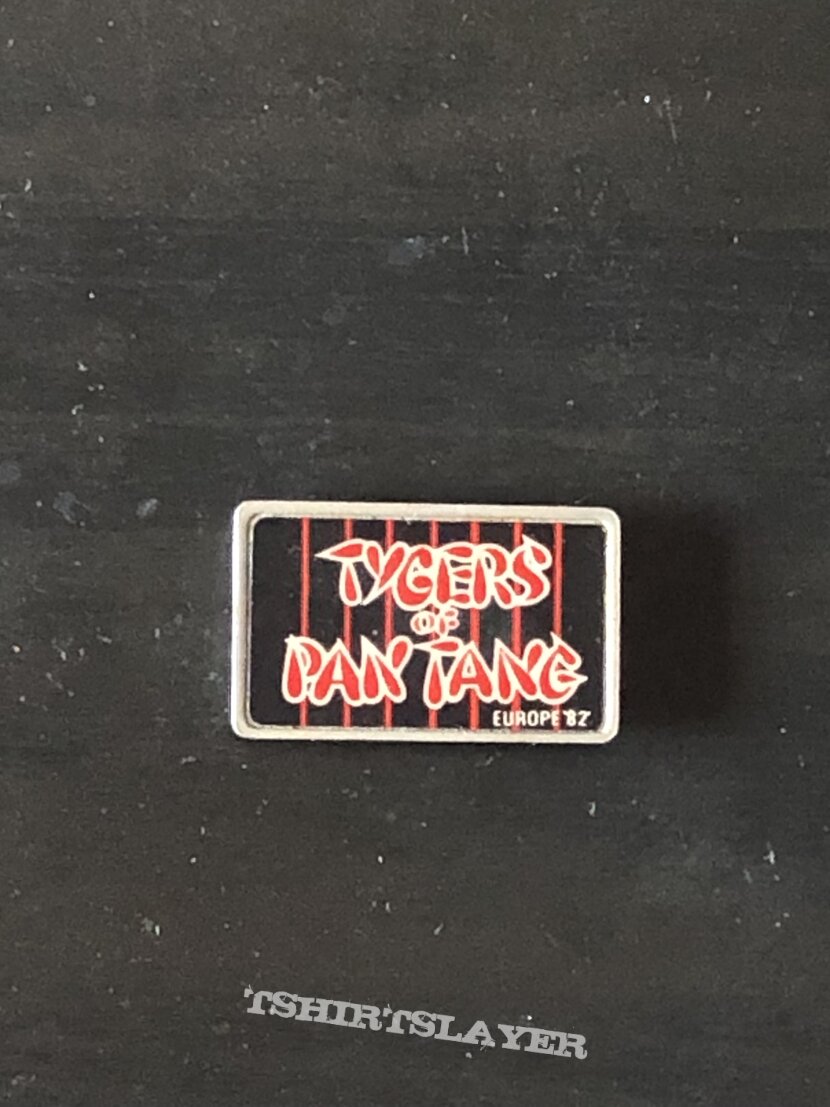 TYGERS
OF
PAN TANG
EUROPE '82'
TSHIRTSLAYER